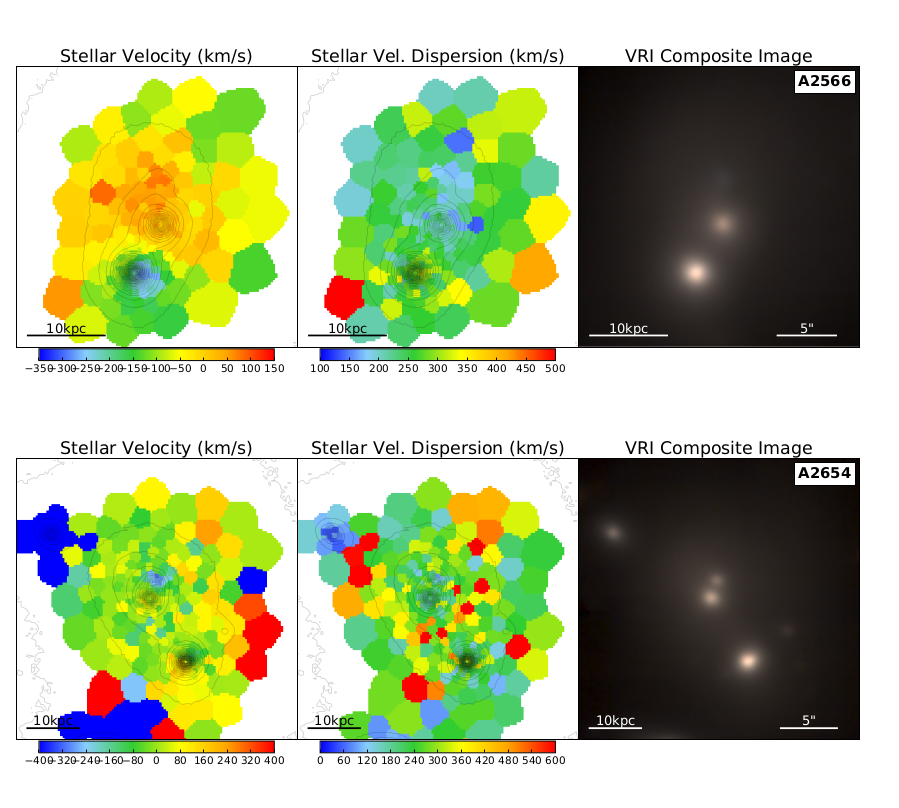 Stellar Velocity (km/s) Stellar Vel. Dispersion (km/s) VRI Composite Image
A2566
10kpc 10kpc 10kpc 5"
−350−300−250−200−150−100−50 0 50 100 150 100 150 200 250 300 350 400 450 500
Stellar Velocity (km/s) Stellar Vel. Dispersion (km/s) VRI Composite Image
A2654
10kpc 10kpc 10kpc 5"
−400−320−240−160−80 0 80 160 240 320 400 0 60 120 180 240 300 360 420 480 540 600